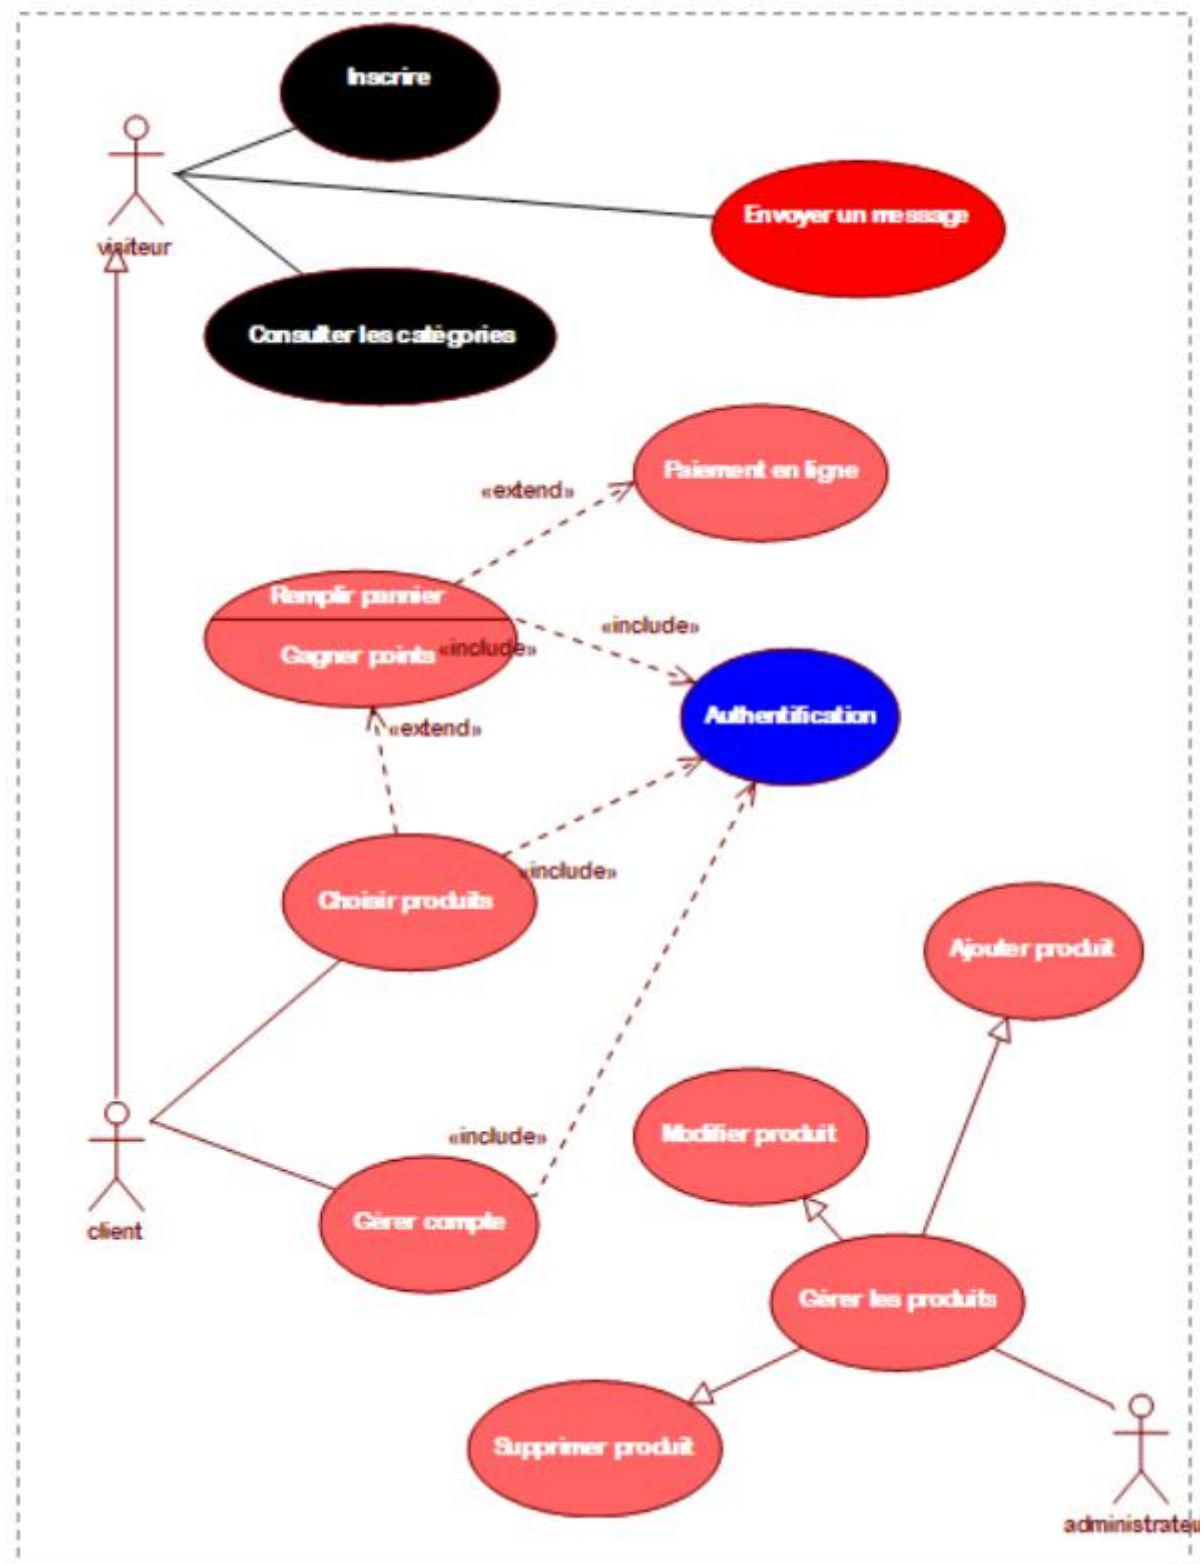 Inscrire
visiteur
Envoyer un message
Consulter les catégories
Paiement en ligne
«extend»
Remplir pannier
«include»
Gagner points
«include»
Authentification
«extend»
«include»
Choisir produits
Ajouter produit
«include»
Modifier produit
client
Gérer compte
Gérer les produits
Supprimer produit
administrateu